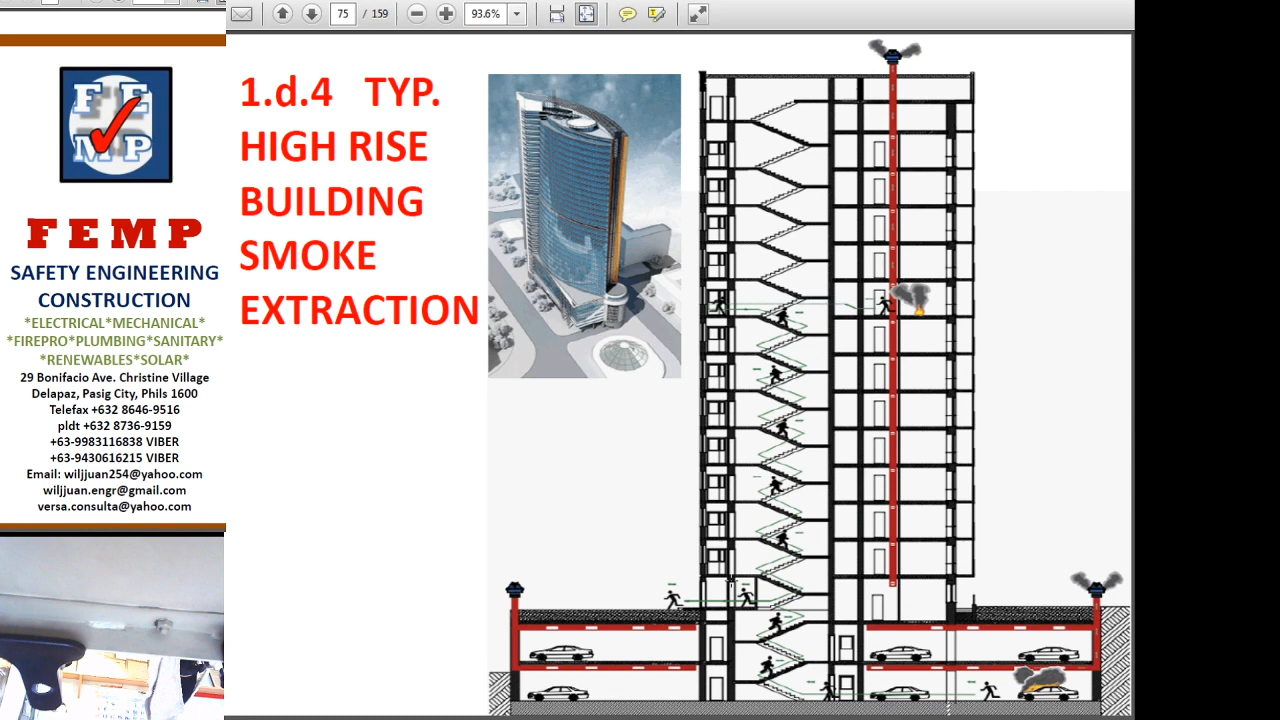 75 / 159
93.6%
F E
M P
FEMP
SAFETY ENGINEERING
CONSTRUCTION
*ELECTRICAL*MECHANICAL*
*FIREPRO*PLUMBING*SANITARY*
*RENEWABLES*SOLAR*
29 Bonifacio Ave. Christine Village
Delapaz, Pasig City, Phils 1600
Telefax +632 8646-9516
pldt +632 8736-9159
+63-9983116838 VIBER
+63-9430616215 VIBER
Email: wiljjuan254@yahoo.com
wiljjuan.engr@gmail.com
versa.consulta@yahoo.com
1.d.4 TYP.
HIGH RISE
BUILDING
SMOKE
EXTRACTION